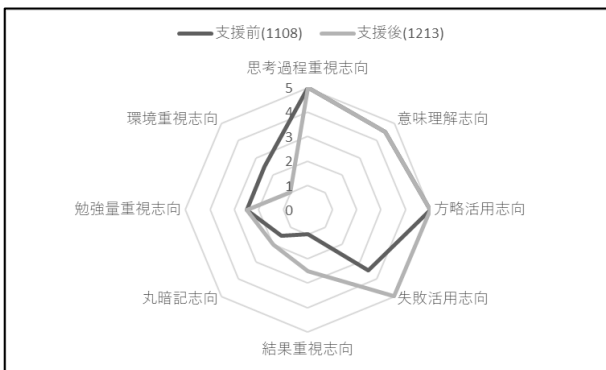 支援前(1108) 支援後(1213)
思考過程重視志向
5
環境重視志向 4 意味理解志向
3
2
1
勉強量重視志向 0 方略活用志向
丸暗記志向 失敗活用志向
結果重視志向